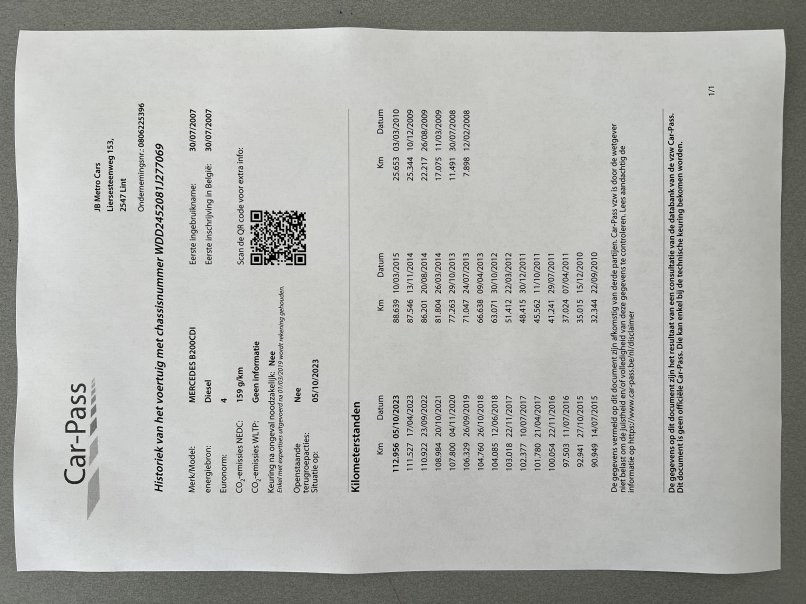 Car-Pass
JB Metro Cars
Liersesteenweg 153,
2547 Lint
Ondernemingsnr.: 0806225396
Historiek van het voertuig met chassisnummer WDD2452081J277069
Merk/Model: MERCEDES B200CDI
energiebron: Diesel
Euronorm: 4
CO₂-emissies NEDC: 159 g/km
CO₂-emissies WLTP: Geen informatie
Keuring na ongeval noodzakelijk: Nee
Enkel met expertises uitgevoerd na 01/03/2019 wordt rekening gehouden.
Openstaande terugroepacties: Nee
Situatie op: 05/10/2023
Eerste ingebruikname: 30/07/2007
Eerste inschrijving in België: 30/07/2007
Scan de QR code voor extra info:
Kilometerstanden
Km Datum
112.956 05/10/2023
111.527 17/04/2023
110.922 23/09/2022
108.984 20/10/2021
107.800 04/11/2020
106.329 26/09/2019
104.760 26/10/2018
104.085 12/06/2018
103.018 22/11/2017
102.377 10/07/2017
101.780 21/04/2017
100.054 22/11/2016
97.503 11/07/2016
92.941 27/10/2015
90.949 14/07/2015
Km Datum
88.639 10/03/2015
87.546 13/11/2014
86.201 20/08/2014
81.804 26/03/2014
77.263 29/10/2013
71.047 24/07/2013
66.638 09/04/2013
63.071 30/10/2012
51.412 22/03/2012
48.415 30/12/2011
45.562 11/10/2011
41.241 29/07/2011
37.024 07/04/2011
35.015 15/12/2010
32.344 22/09/2010
Km Datum
25.653 03/03/2010
25.344 10/12/2009
22.217 26/08/2009
17.075 11/03/2009
11.491 30/07/2008
7.898 12/02/2008
De gegevens vermeld op dit document zijn afkomstig van derde partijen. Car-Pass vzw is door de wetgever
niet belast om de juistheid en/of volledigheid van deze gegevens te controleren. Lees aandachtig de
informatie op https://www.car-pass.be/nl/disclaimer
De gegevens op dit document zijn het resultaat van een consultatie van de databank van de vzw Car-Pass.
Dit document is geen officiële Car-Pass. Die kan enkel bij de technische keuring bekomen worden.
1/1